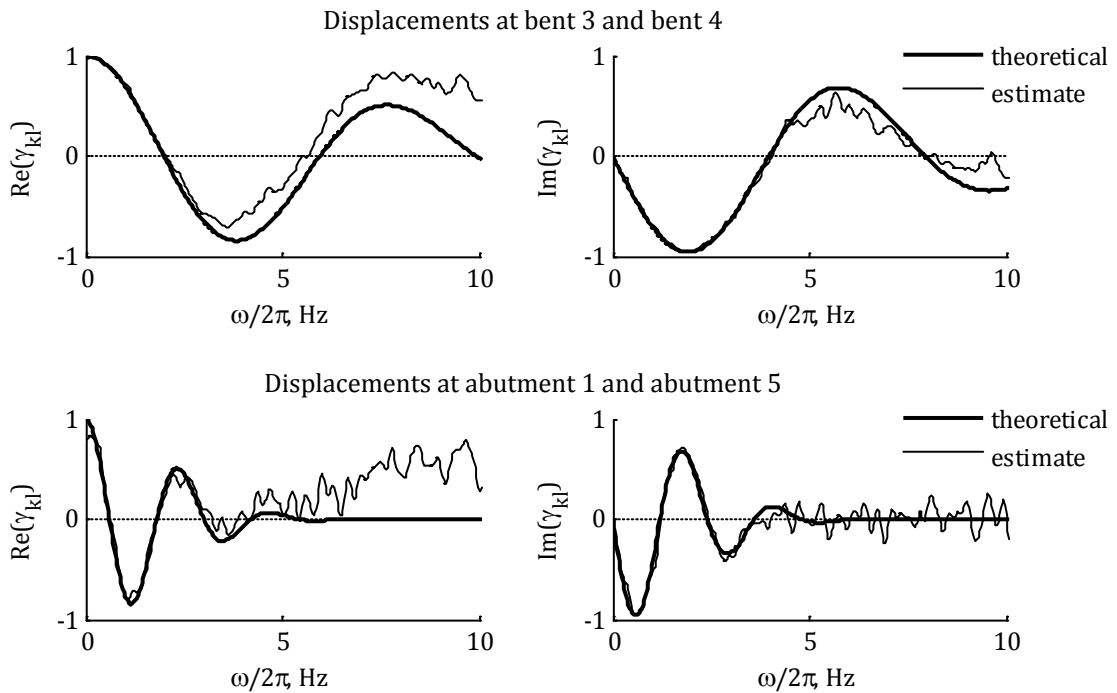 Displacements at bent 3 and bent 4
Re(γkl)
1
0
-1
0
5
10
ω/2π, Hz
Im(γkl)
1
0
-1
0
5
10
ω/2π, Hz
theoretical
estimate
Displacements at abutment 1 and abutment 5
Re(γkl)
1
0
-1
0
5
10
ω/2π, Hz
Im(γkl)
1
0
-1
0
5
10
ω/2π, Hz
theoretical
estimate